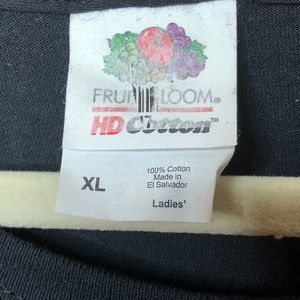 FRUIT LOOM®
HD Cotton™
XL
100% Cotton
Made in
El Salvador
Ladies'